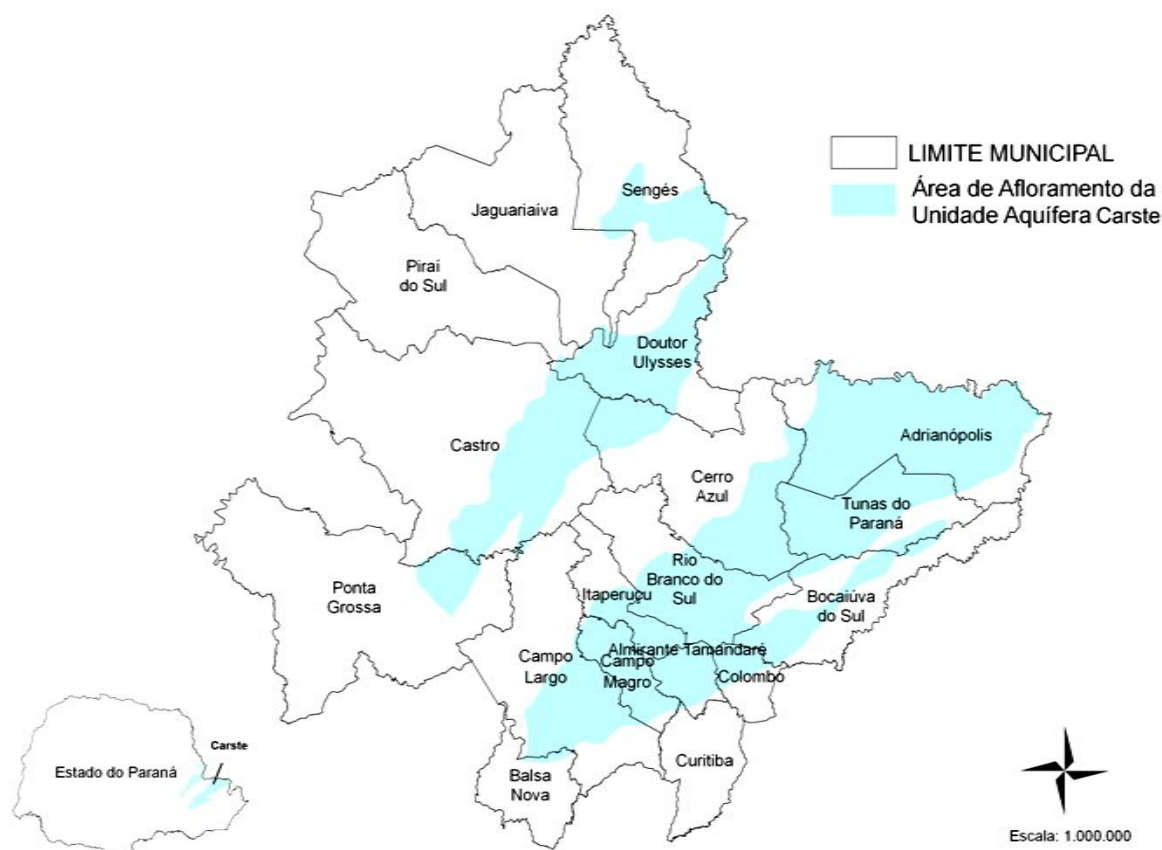 LIMITE MUNICIPAL
Área de Afloramento da
Unidade Aquífera Carste
Sengés
Jaguariaiva
Piraí
do Sul
Doutor
Ulysses
Castro
Adrianópolis
Cerro
Azul
Tunas do
Paraná
Ponta
Grossa
Rio
Branco do
Sul
Itaperuçu
Bocaiúva
do Sul
Almirante Tamandaré
Campo
Largo
Campo
Magro
Colombo
Curitiba
Balsa
Nova
Carste
Estado do Paraná
Escala: 1.000.000